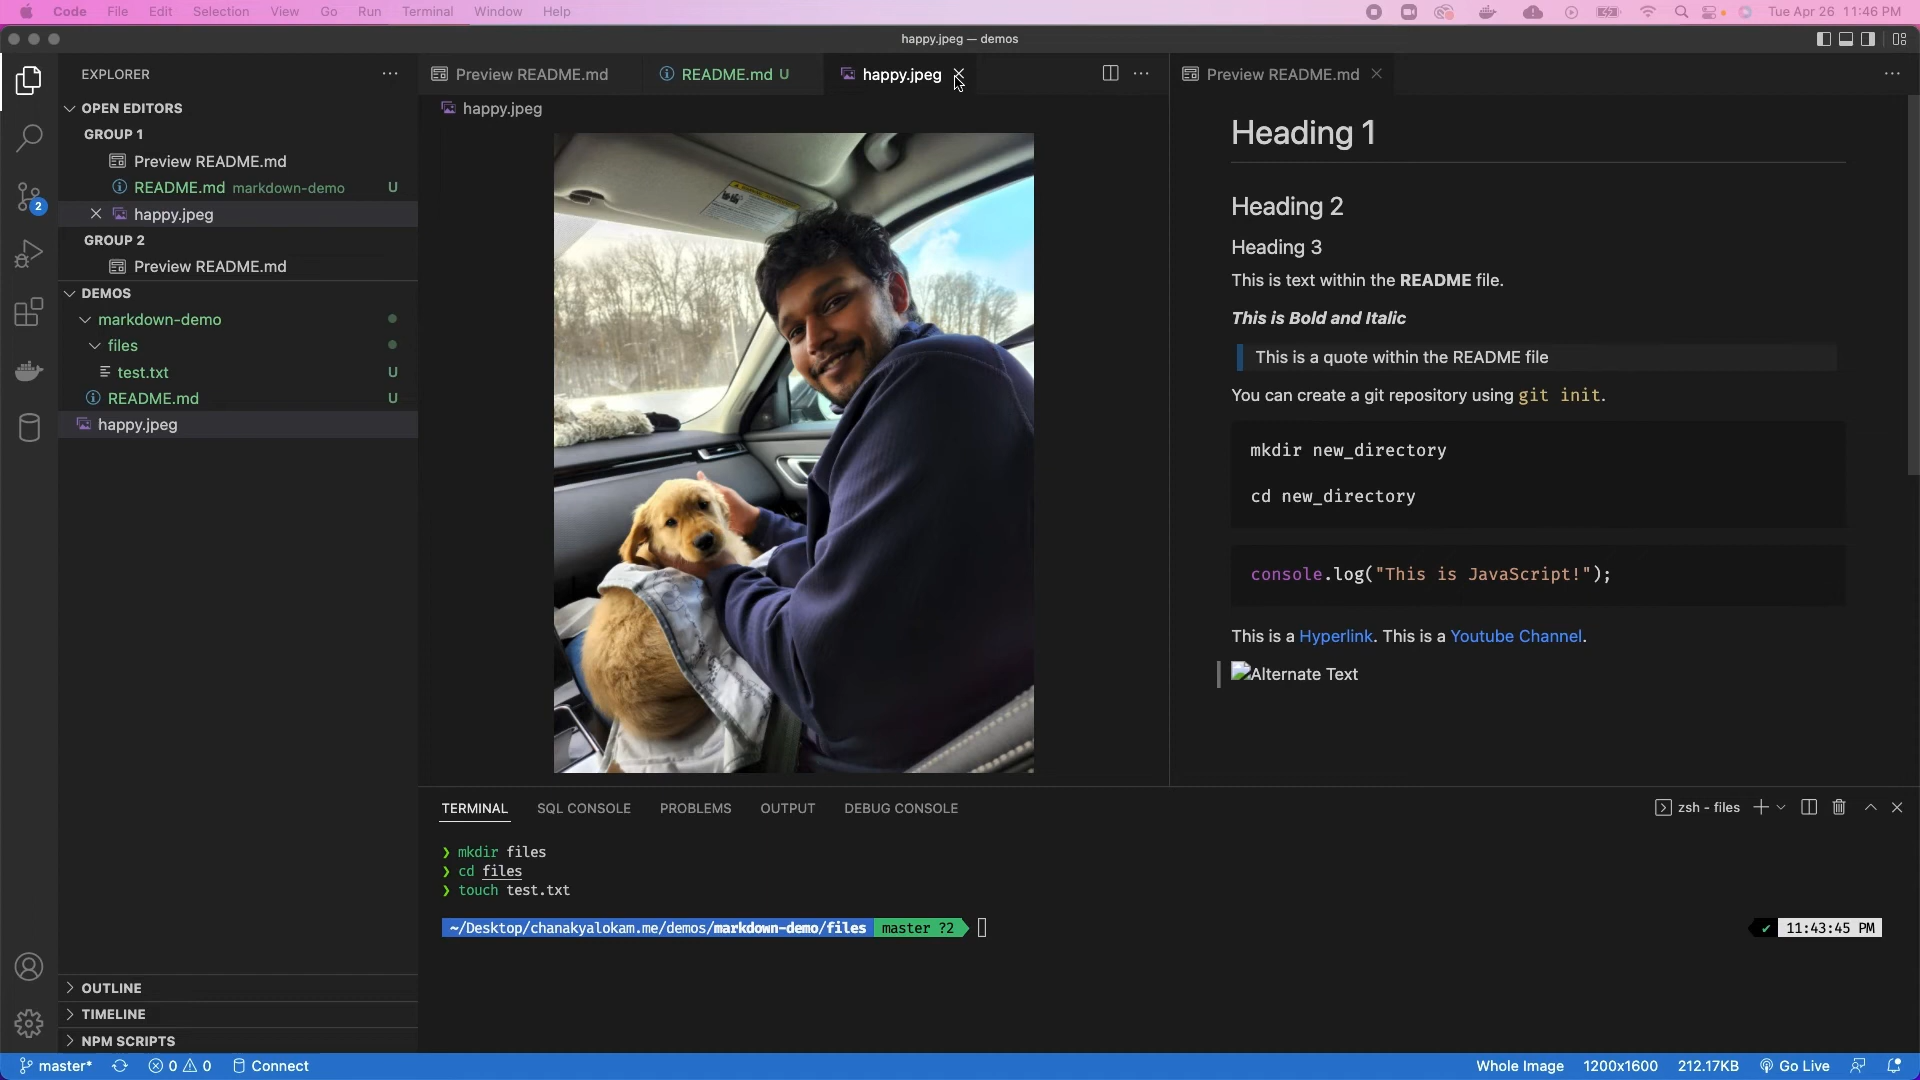 Code File Edit Selection View Go Run Terminal Window Help
Tue Apr 26 11:46 PM
happy.jpeg — demos
EXPLORER
OPEN EDITORS
GROUP 1
Preview README.md
README.md markdown-demo U
happy.jpeg
GROUP 2
Preview README.md
DEMOS
markdown-demo
files
test.txt U
README.md U
happy.jpeg
OUTLINE
TIMELINE
NPM SCRIPTS
2
Preview README.md
README.md U
happy.jpeg
happy.jpeg
Preview README.md
Heading 1
Heading 2
Heading 3
This is text within the README file.
This is Bold and Italic
This is a quote within the README file
You can create a git repository using git init.
mkdir new_directory
cd new_directory
console.log("This is JavaScript!");
This is a Hyperlink. This is a Youtube Channel.
Alternate Text
TERMINAL SQL CONSOLE PROBLEMS OUTPUT DEBUG CONSOLE
zsh - files
❯ mkdir files
❯ cd files
❯ touch test.txt
~/Desktop/chanakyalokam.me/demos/markdown-demo/files master ?2
✔ 11:43:45 PM
master* 0 0 Connect
Whole Image 1200x1600 212.17KB Go Live